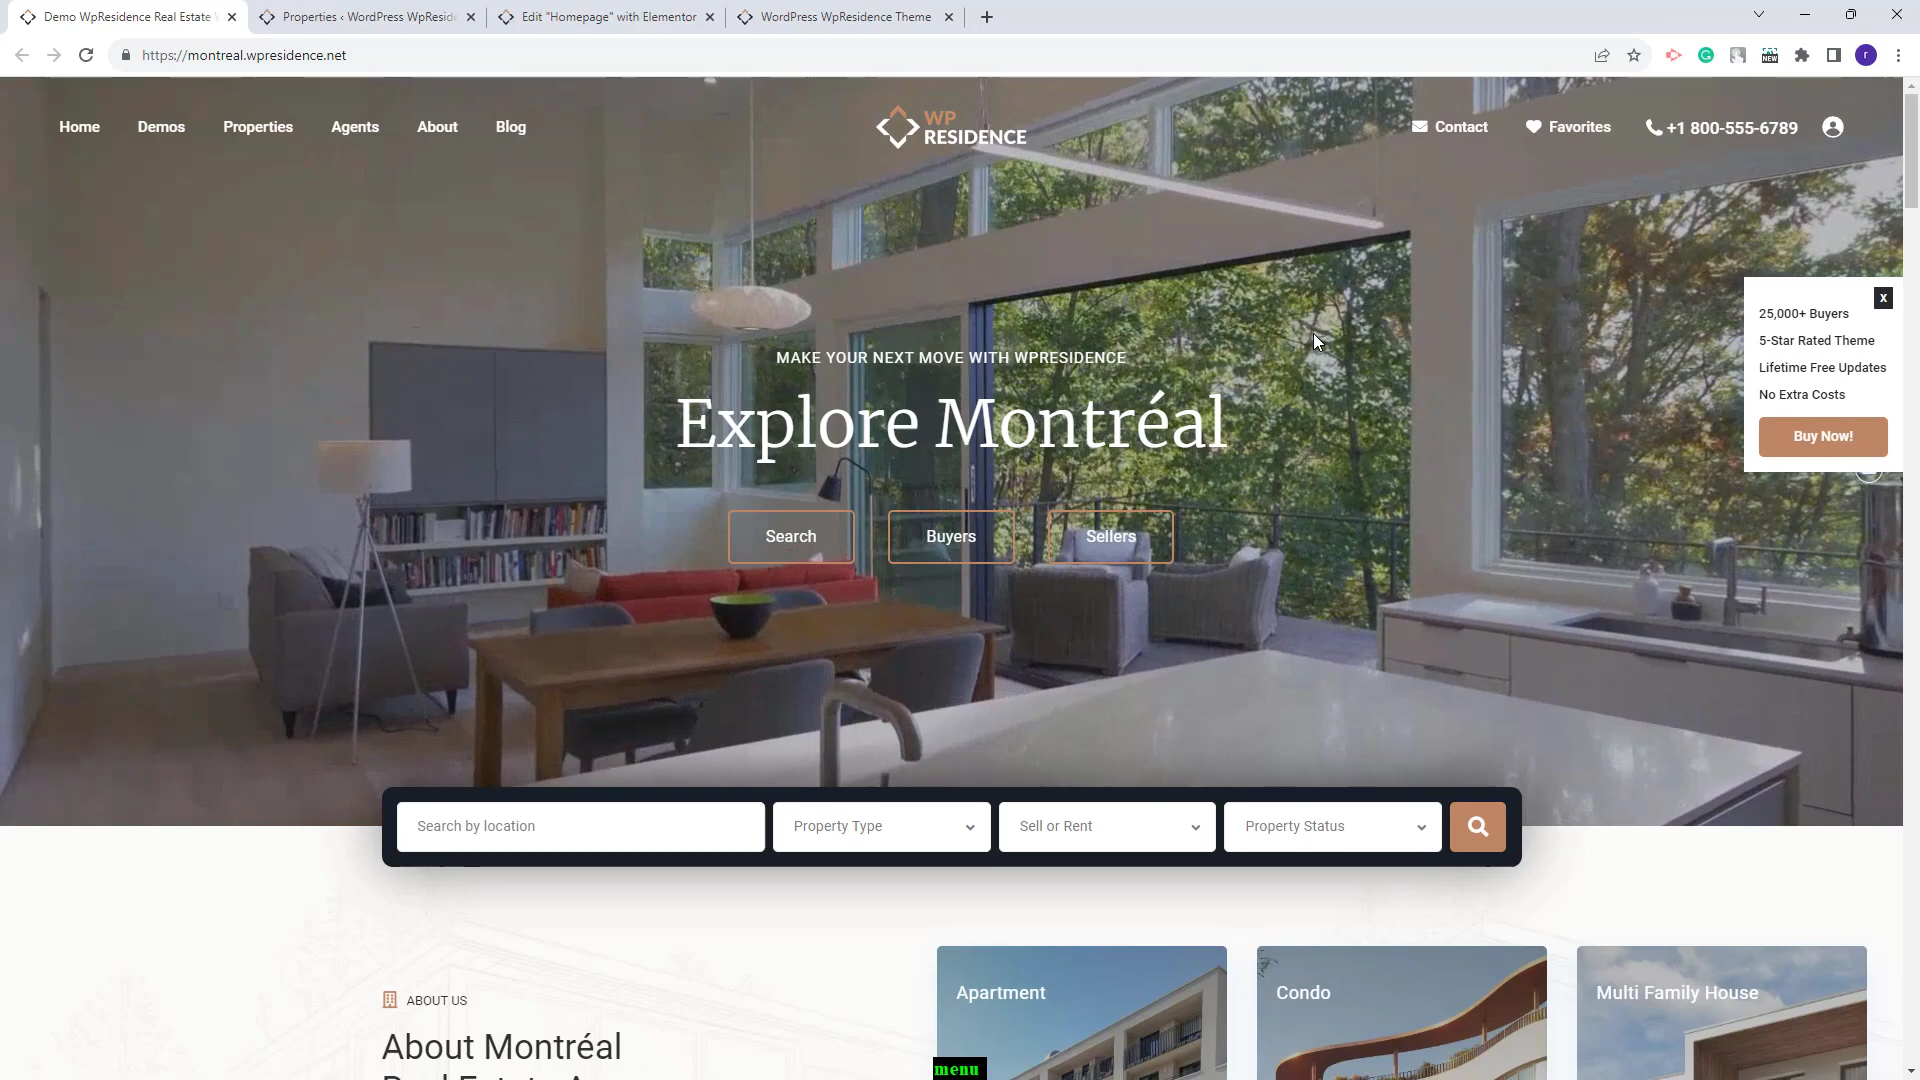 Demo WpResidence Real Estate
Properties ‹ WordPress WpReside
Edit "Homepage" with Elementor
WordPress WpResidence Theme
https://montreal.wpresidence.net
NEW
r
Home
Demos
Properties
Agents
About
Blog
WP
RESIDENCE
Contact
Favorites
+1 800-555-6789
X
25,000+ Buyers
5-Star Rated Theme
Lifetime Free Updates
No Extra Costs
Buy Now!
MAKE YOUR NEXT MOVE WITH WPRESIDENCE
Explore Montréal
Search
Buyers
Sellers
Search by location
Property Type
Sell or Rent
Property Status
ABOUT US
About Montréal
Apartment
Condo
Multi Family House
menu